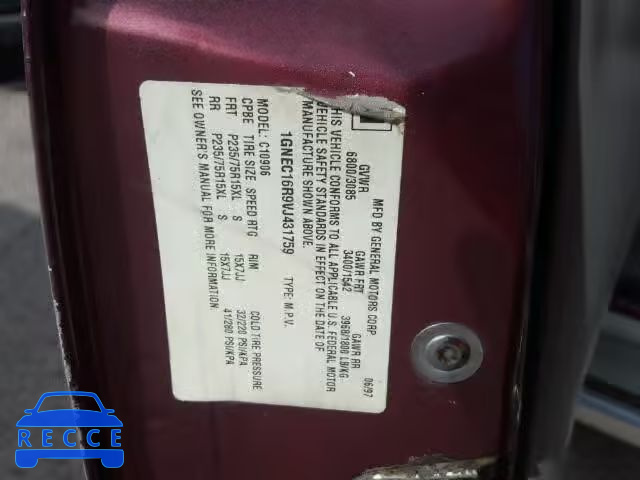 MFD BY GENERAL MOTORS CORP 06/97
GVWR GAWR FRT GAWR RR
6800/3085 3400/1542 3968/1800 LB/KG
THIS VEHICLE CONFORMS TO ALL APPLICABLE U.S. FEDERAL MOTOR
VEHICLE SAFETY STANDARDS IN EFFECT ON THE DATE OF
MANUFACTURE SHOWN ABOVE.
1GNEC16R9VJ431759 TYPE: M.P.V.
MODEL: C10906
CPBE TIRE SIZE SPEED RTG RIM COLD TIRE PRESSURE
FRT P235/75R15XL S 15X7JJ 32/220 PSI/KPA
RR P235/75R15XL S 15X7JJ 41/280 PSI/KPA
SEE OWNER'S MANUAL FOR MORE INFORMATION.
RECCE